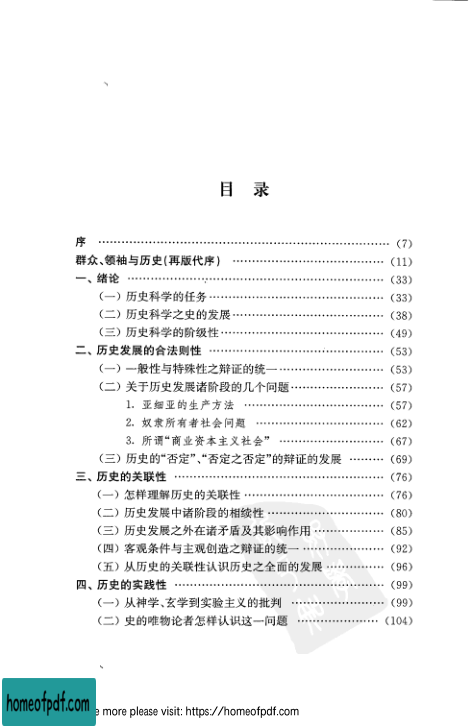 目 录
序 ……………………………………………… (7)
群众、领袖与历史(再版代序) ……………………… (11)
一、绪论 ……………………………………………… (33)
(一)历史科学的任务 ……………………………… (33)
(二)历史科学之史的发展 ………………………… (38)
(三)历史科学的阶级性 …………………………… (49)
二、历史发展的合法则性 …………………………… (53)
(一)一般性与特殊性之辩证的统一 ……………… (53)
(二)关于历史发展诸阶段的几个问题 …………… (57)
1. 亚细亚的生产方法 …………………………… (57)
2. 奴隶所有者社会问题 ………………………… (62)
3. 所谓“商业资本主义社会” …………………… (67)
(三)历史的“否定”、“否定之否定”的辩证的发展 ……… (69)
三、历史的关联性 …………………………………… (76)
(一)怎样理解历史的关联性 ……………………… (76)
(二)历史发展中诸阶段的相续性 ………………… (80)
(三)历史发展之外在诸矛盾及其影响作用 ……… (85)
(四)客观条件与主观创造之辩证的统一 ………… (92)
(五)从历史的关联性认识历史之全面的发展 …… (96)
四、历史的实践性 …………………………………… (99)
(一)从神学、玄学到实验主义的批判 …………… (99)
(二)史的唯物论者怎样认识这一问题 …………… (104)
homeofpdf.com
e more please visit: https://homeofpdf.com